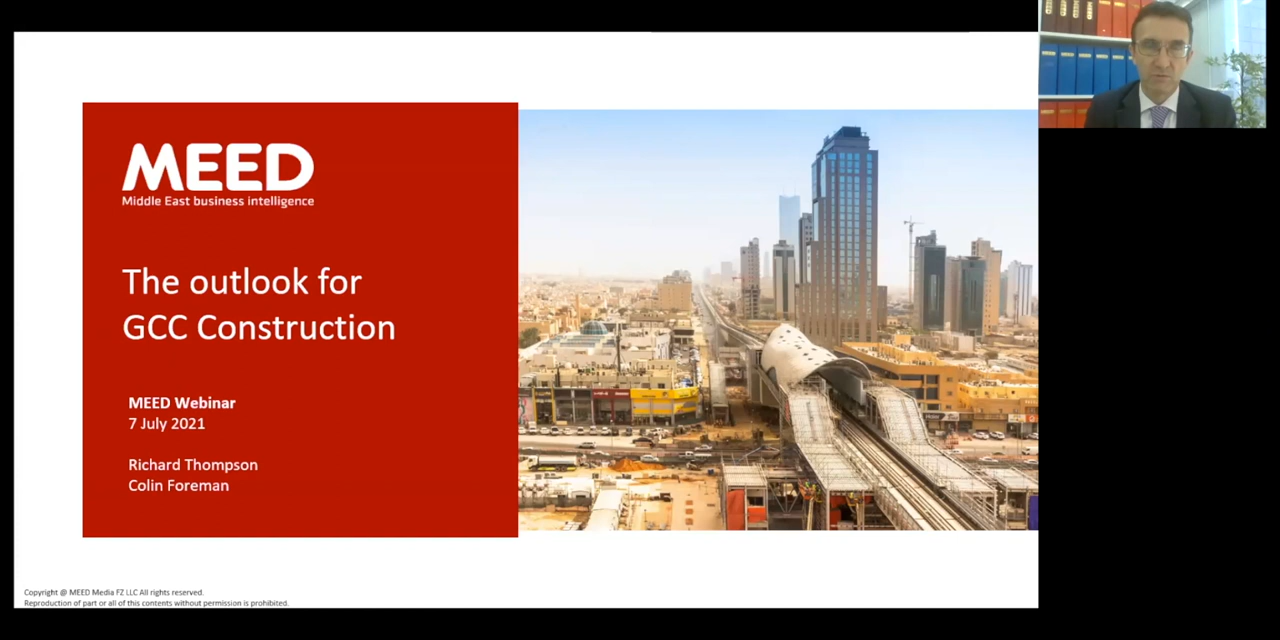 MEED
Middle East business intelligence
The outlook for
GCC Construction
MEED Webinar
7 July 2021
Richard Thompson
Colin Foreman
Copyright @ MEED Media FZ LLC All rights reserved.
Reproduction of part or all of this contents without permission is prohibited.